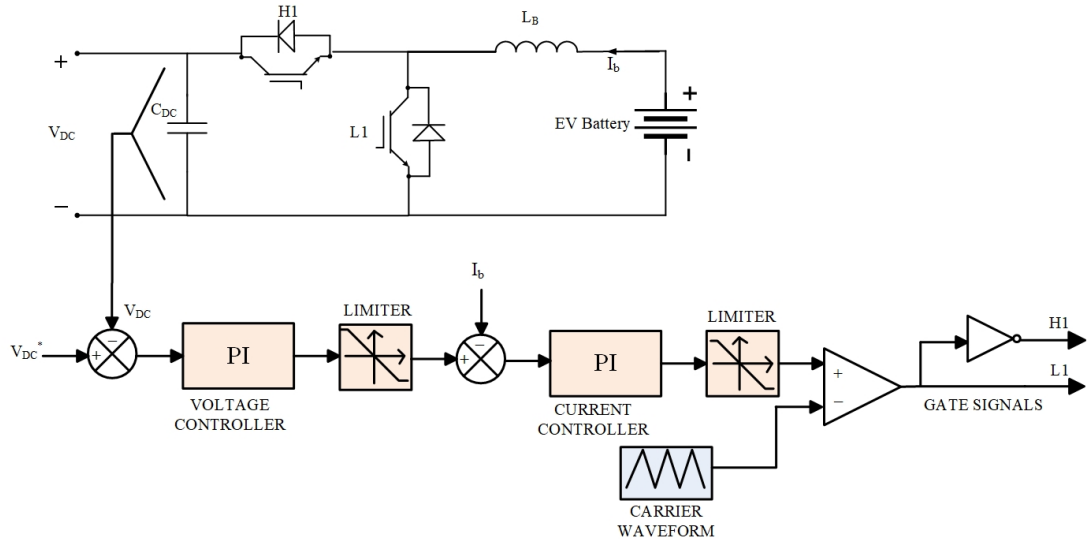 H1
L_B
+
I_b
+
C_DC
V_DC
L1
EV Battery
−
−
I_b
V_DC
LIMITER
LIMITER
H1
−
−
V_DC*
+
PI
+
PI
+
L1
−
VOLTAGE
CONTROLLER
CURRENT
CONTROLLER
GATE SIGNALS
CARRIER
WAVEFORM